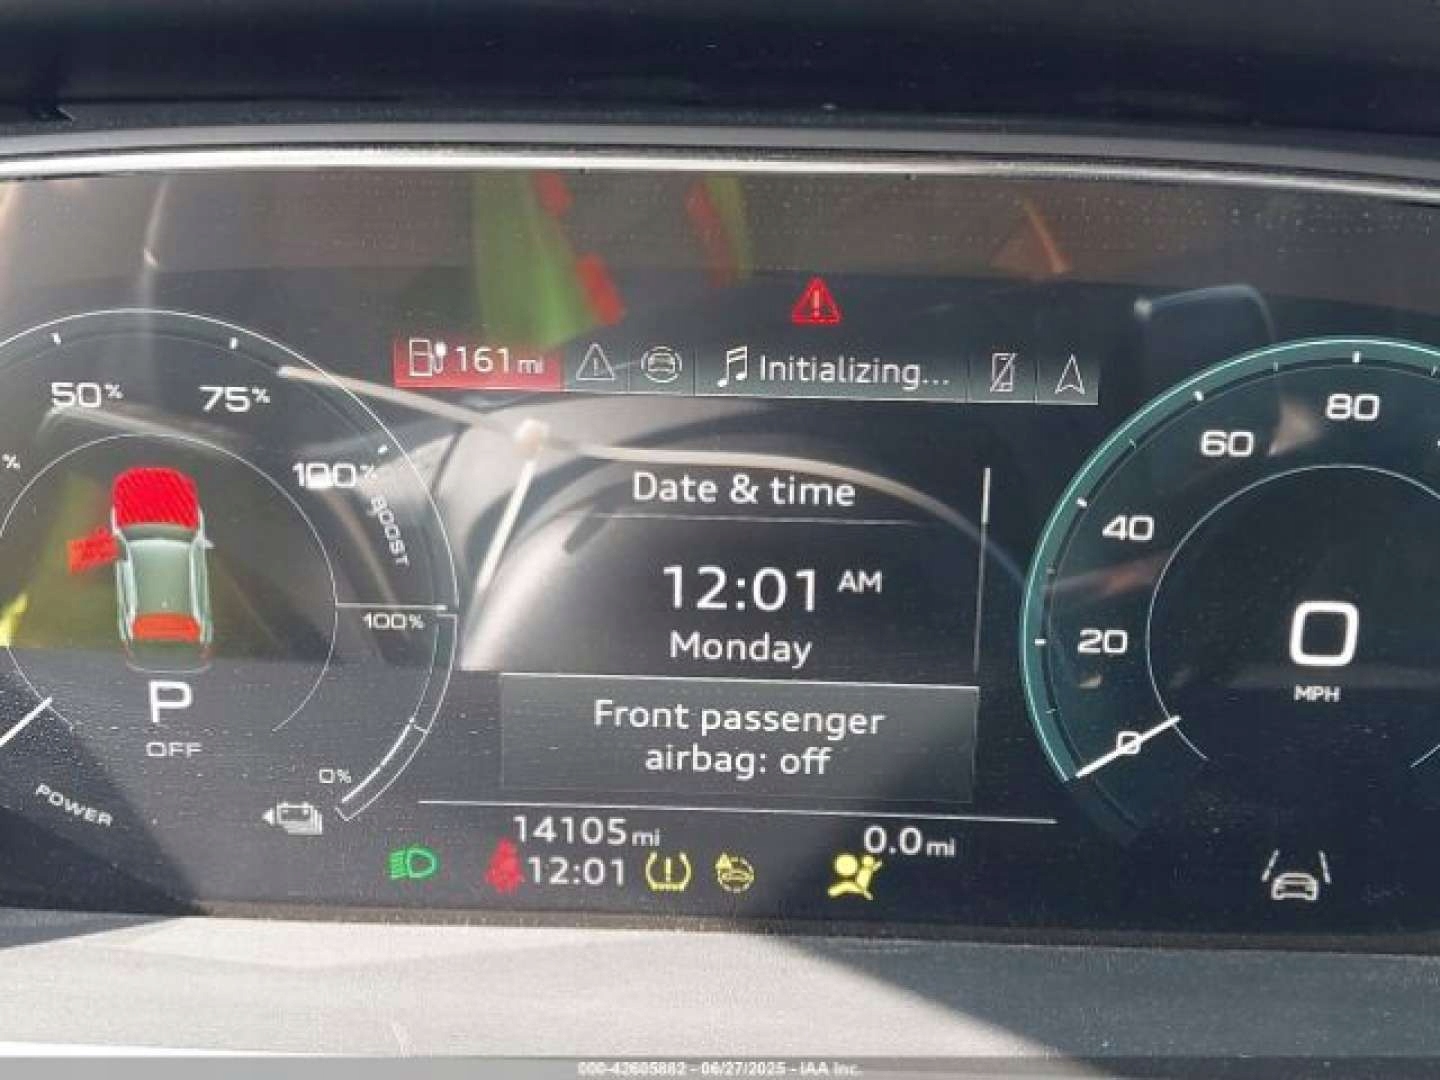 161 mi
Initializing...
50%
75%
%
100%
BOOST
100%
P
OFF
0%
POWER
Date & time
12:01 AM
Monday
Front passenger
airbag: off
14105 mi
0.0 mi
12:01
80
60
40
20
0
0
MPH
000-42605882 - 06/27/2025 - IAA Inc.